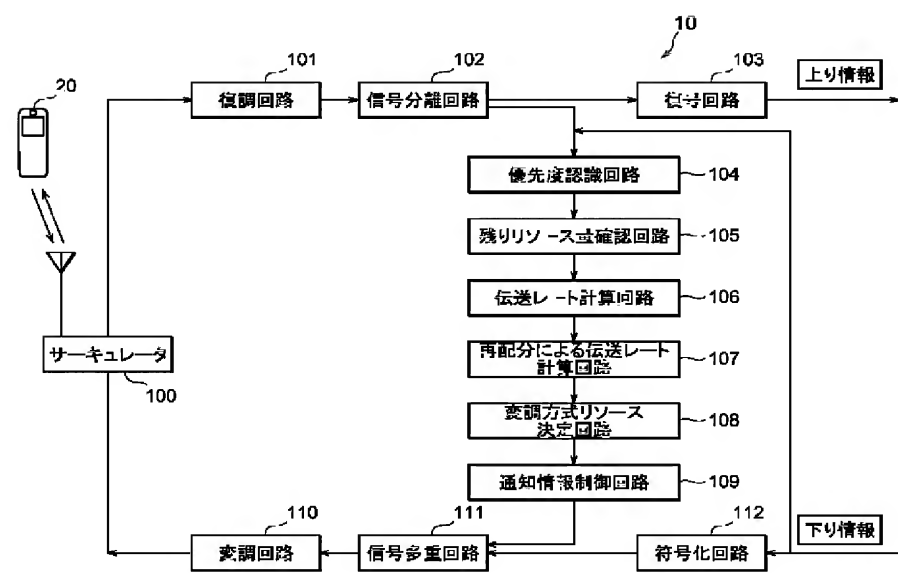 10
101
102
103
20
復調回路
信号分離回路
復号回路
上り情報
優先度認識回路
104
残りリソース量確認回路
105
伝送レート計算回路
106
サーキュレータ
100
再配分による伝送レート
計算回路
107
変調方式リソース
決定回路
108
通知情報制御回路
109
110
111
112
変調回路
信号多重回路
符号化回路
下り情報